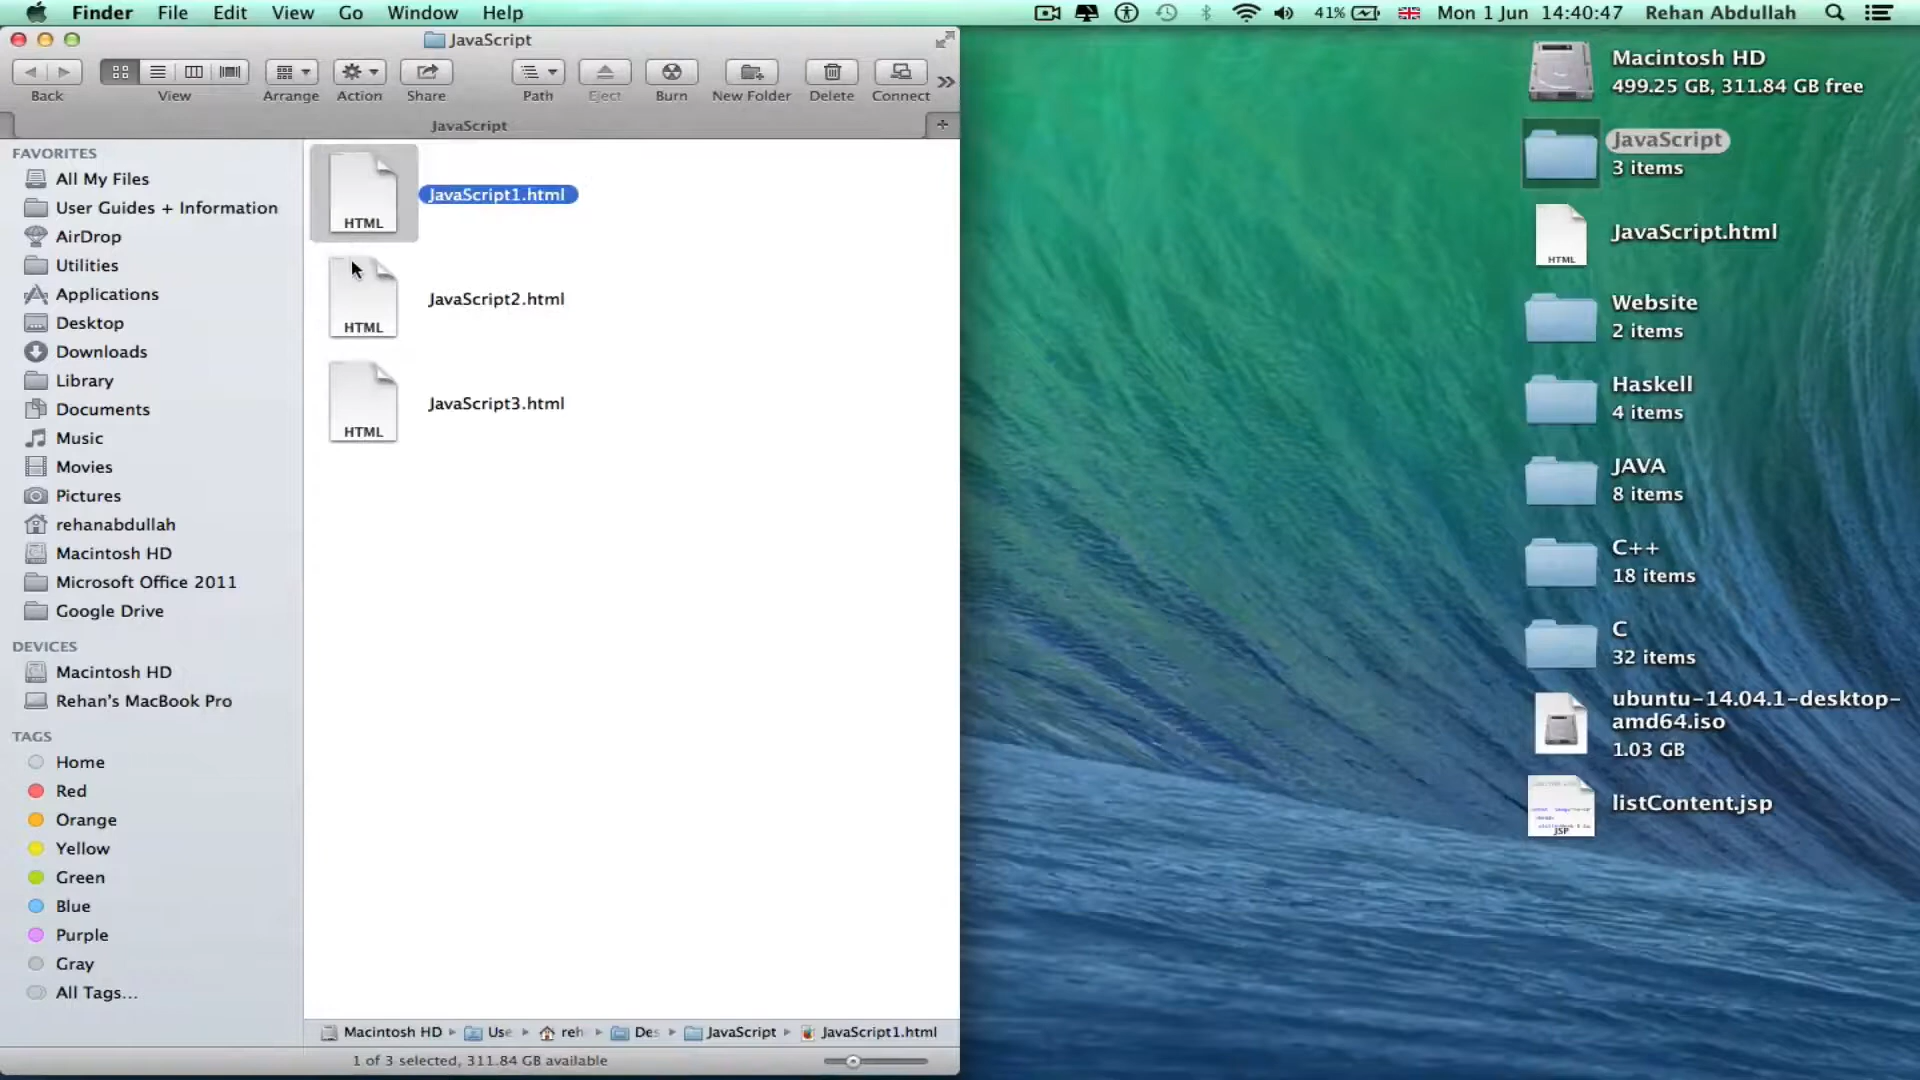 Finder File Edit View Go Window Help
41% Mon 1 Jun 14:40:47 Rehan Abdullah
JavaScript
Back View Arrange Action Share Path Eject Burn New Folder Delete Connect
JavaScript
FAVORITES
All My Files
User Guides + Information
AirDrop
Utilities
Applications
Desktop
Downloads
Library
Documents
Music
Movies
Pictures
rehanabdullah
Macintosh HD
Microsoft Office 2011
Google Drive
DEVICES
Macintosh HD
Rehan's MacBook Pro
TAGS
Home
Red
Orange
Yellow
Green
Blue
Purple
Gray
All Tags...
HTML
JavaScript1.html
HTML
JavaScript2.html
HTML
JavaScript3.html
Macintosh HD Use reh Des JavaScript JavaScript1.html
1 of 3 selected, 311.84 GB available
Macintosh HD
499.25 GB, 311.84 GB free
JavaScript
3 items
HTML
JavaScript.html
Website
2 items
Haskell
4 items
JAVA
8 items
C++
18 items
C
32 items
ubuntu-14.04.1-desktop-
amd64.iso
1.03 GB
JSP
listContent.jsp